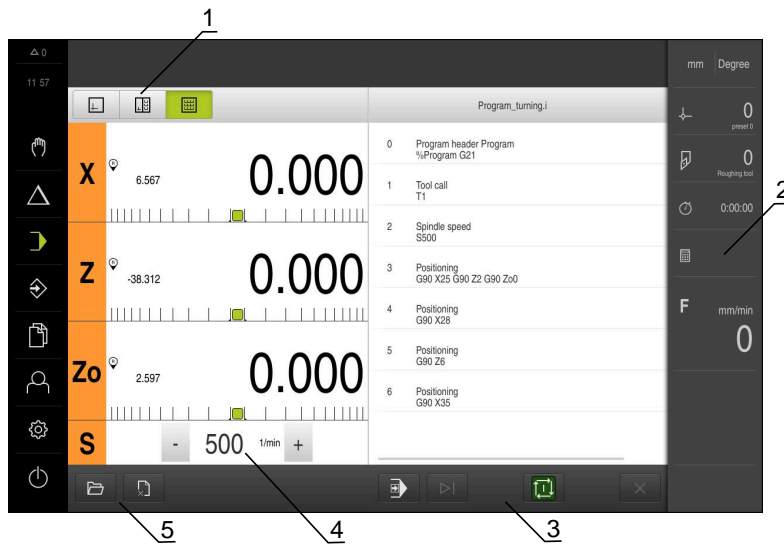 1
0
11 57
mm Degree
Program_turning.i
0
preset 0
0
Roughing tool
0:00:00
2
F mm/min
0
X R 6.567 0.000
Z R -38.312 0.000
Zo R 2.597 0.000
S - 500 1/min +
0 Program header Program
%Program G21
1 Tool call
T1
2 Spindle speed
S500
3 Positioning
G90 X25 G90 Z2 G90 Zo0
4 Positioning
G90 X28
5 Positioning
G90 Z6
6 Positioning
G90 X35
5
4
3